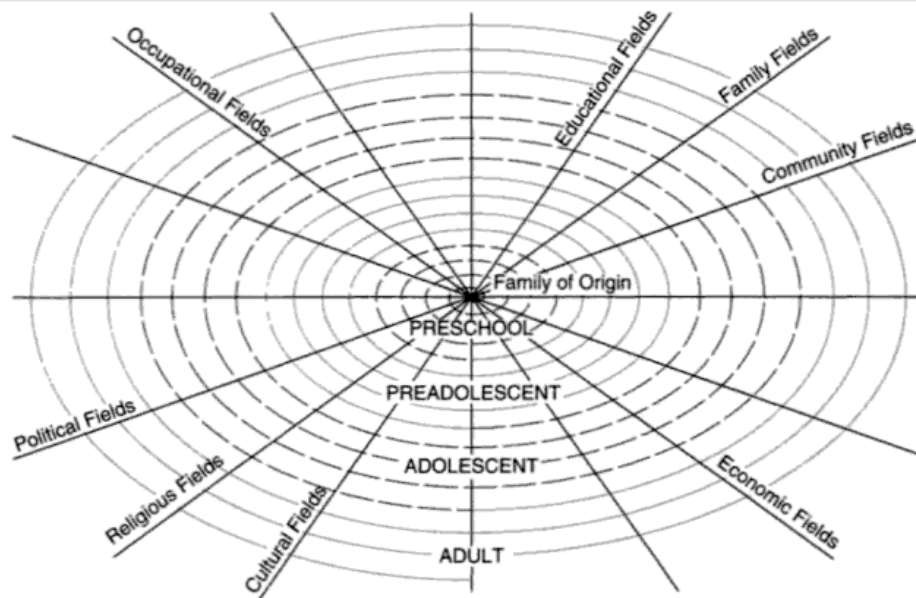 Occupational Fields
Educational Fields
Family Fields
Community Fields
Family of Origin
PRESCHOOL
PREADOLESCENT
ADOLESCENT
ADULT
Political Fields
Religious Fields
Cultural Fields
Economic Fields